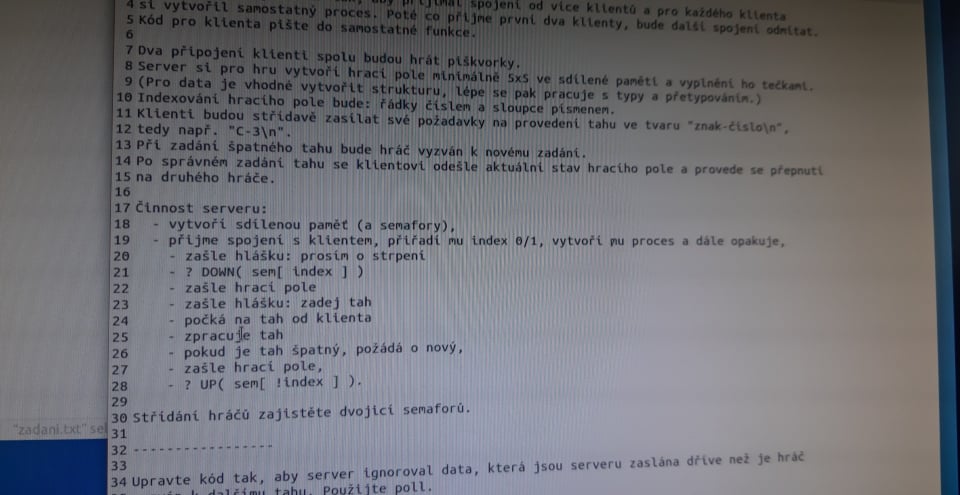 4 si vytvořil samostatný proces. Poté co přijme první dva klienty, bude další spojení odmítat.
5 Kód pro klienta pište do samostatné funkce.
6
7 Dva připojení klienti spolu budou hrát piškvorky.
8 Server si pro hru vytvoří hrací pole minimálně 5x5 ve sdílené paměti a vyplnění ho tečkami.
9 (Pro data je vhodné vytvořit strukturu, lépe se pak pracuje s typy a přetypováním.)
10 Indexování hracího pole bude: řádky číslem a sloupce písmenem.
11 Klienti budou střídavě zasílat své požadavky na provedení tahu ve tvaru "znak-číslo\n",
12 tedy např. "C-3\n".
13 Při zadání špatného tahu bude hráč vyzván k novému zadání.
14 Po správném zadání tahu se klientovi odešle aktuální stav hracího pole a provede se přepnutí
15 na druhého hráče.
16
17 Činnost serveru:
18 - vytvoří sdílenou paměť (a semafory),
19 - přijme spojení s klientem, přiřadí mu index 0/1, vytvoří mu proces a dále opakuje,
20 - zašle hlášku: prosím o strpení
21 - ? DOWN( sem[ index ] )
22 - zašle hrací pole
23 - zašle hlášku: zadej tah
24 - počká na tah od klienta
25 - zpracuje tah
26 - pokud je tah špatný, požádá o nový,
27 - zašle hrací pole,
28 - ? UP( sem[ !index ] ).
29
30 Střídání hráčů zajistěte dvojicí semaforů.
31
32 -----------------
33
34 Upravte kód tak, aby server ignoroval data, která jsou serveru zaslána dříve než je hráč
k dalšímu tahu. Použijte poll.
"zadani.txt" sel